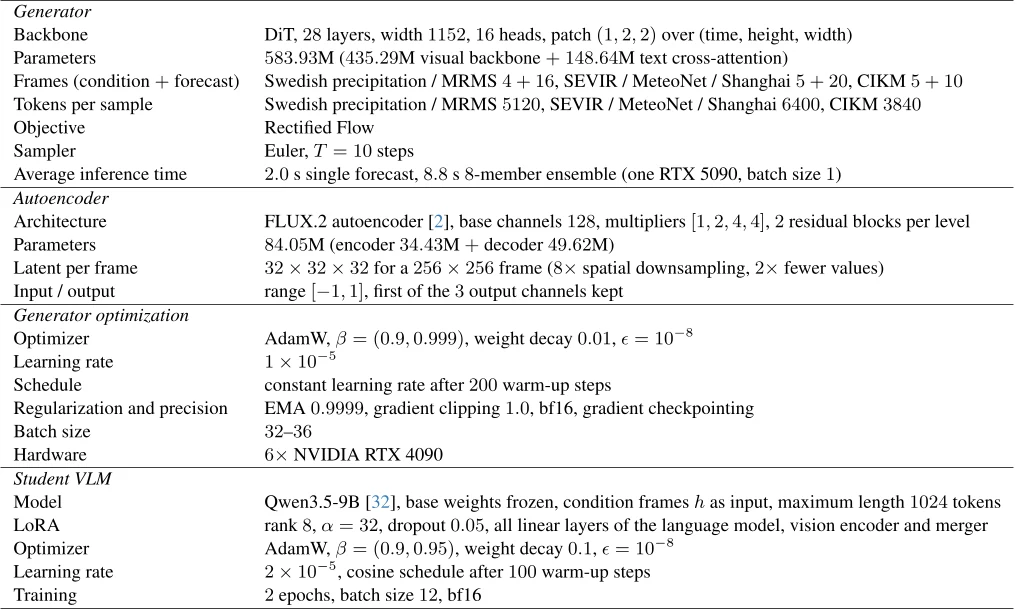 Generator
Backbone DiT, 28 layers, width 1152, 16 heads, patch (1, 2, 2) over (time, height, width)
Parameters 583.93M (435.29M visual backbone + 148.64M text cross-attention)
Frames (condition + forecast) Swedish precipitation / MRMS 4 + 16, SEVIR / MeteoNet / Shanghai 5 + 20, CIKM 5 + 10
Tokens per sample Swedish precipitation / MRMS 5120, SEVIR / MeteoNet / Shanghai 6400, CIKM 3840
Objective Rectified Flow
Sampler Euler, T = 10 steps
Average inference time 2.0 s single forecast, 8.8 s 8-member ensemble (one RTX 5090, batch size 1)
Autoencoder
Architecture FLUX.2 autoencoder [2], base channels 128, multipliers [1, 2, 4, 4], 2 residual blocks per level
Parameters 84.05M (encoder 34.43M + decoder 49.62M)
Latent per frame 32 × 32 × 32 for a 256 × 256 frame (8× spatial downsampling, 2× fewer values)
Input / output range [−1, 1], first of the 3 output channels kept
Generator optimization
Optimizer AdamW, β = (0.9, 0.999), weight decay 0.01, ϵ = 10⁻⁸
Learning rate 1 × 10⁻⁵
Schedule constant learning rate after 200 warm-up steps
Regularization and precision EMA 0.9999, gradient clipping 1.0, bf16, gradient checkpointing
Batch size 32–36
Hardware 6× NVIDIA RTX 4090
Student VLM
Model Qwen3.5-9B [32], base weights frozen, condition frames h as input, maximum length 1024 tokens
LoRA rank 8, α = 32, dropout 0.05, all linear layers of the language model, vision encoder and merger
Optimizer AdamW, β = (0.9, 0.95), weight decay 0.1, ϵ = 10⁻⁸
Learning rate 2 × 10⁻⁵, cosine schedule after 100 warm-up steps
Training 2 epochs, batch size 12, bf16